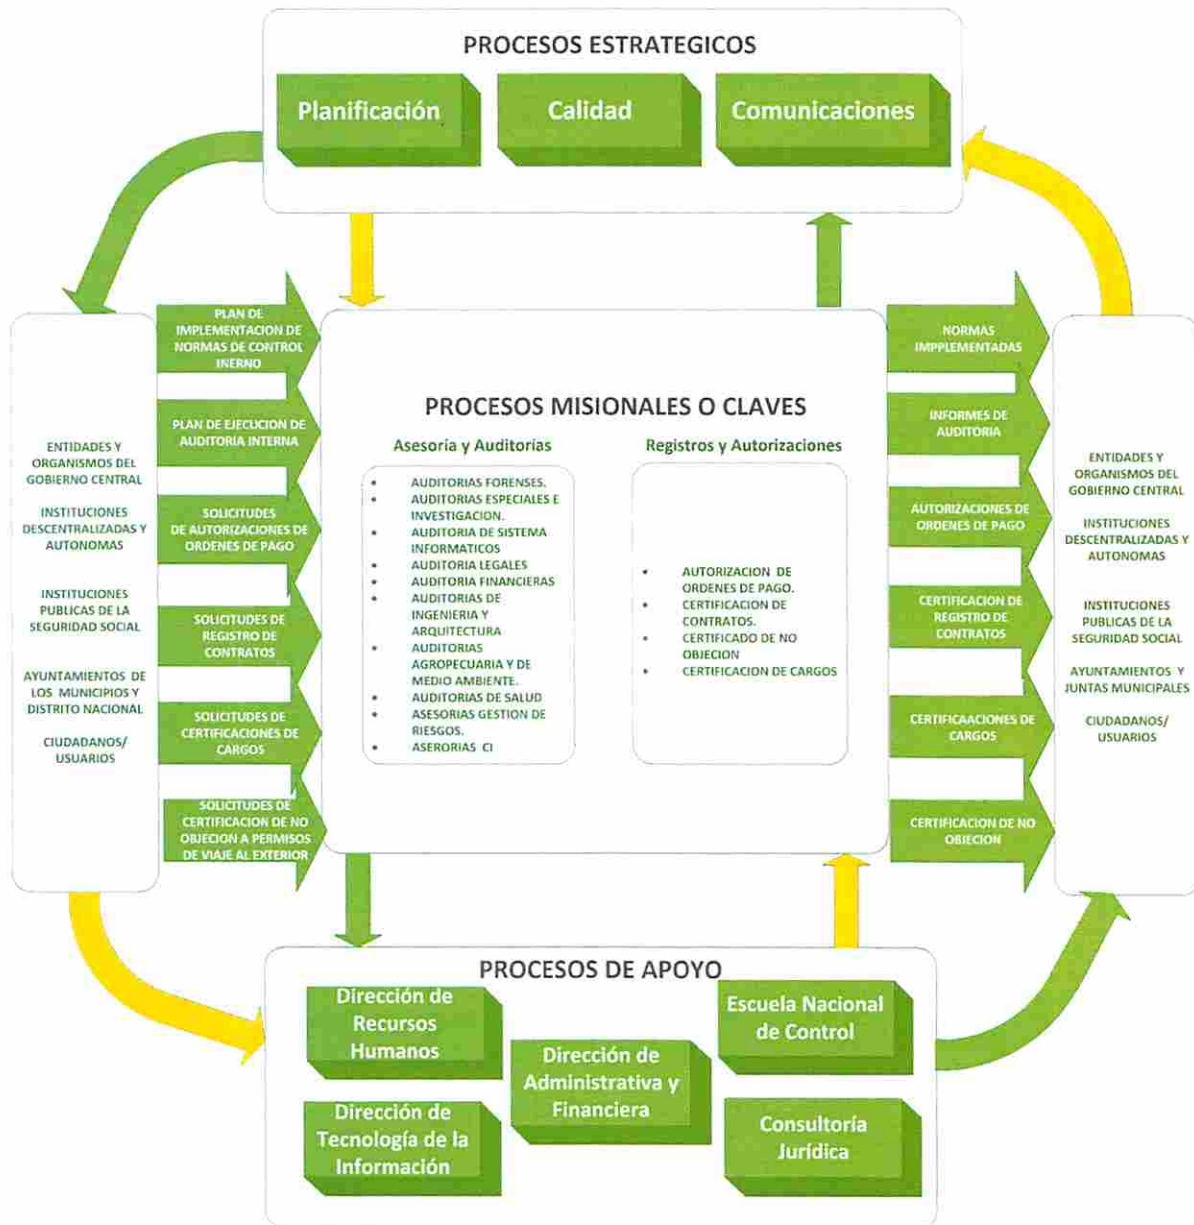 PROCESOS ESTRATEGICOS
Planificación
Calidad
Comunicaciones
ENTIDADES Y
ORGANISMOS DEL
GOBIERNO CENTRAL
INSTITUCIONES
DESCENTRALIZADAS Y
AUTONOMAS
INSTITUCIONES
PUBLICAS DE LA
SEGURIDAD SOCIAL
AYUNTAMIENTOS DE
LOS MUNICIPIOS Y
DISTRITO NACIONAL
CIUDADANOS/
USUARIOS
PLAN DE
IMPLEMENTACION DE
NORMAS DE CONTROL
INERNO
PLAN DE EJECUCION DE
AUDITORIA INTERNA
SOLICITUDES
DE AUTORIZACIONES DE
ORDENES DE PAGO
SOLICITUDES DE
REGISTRO DE
CONTRATOS
SOLICITUDES DE
CERTIFICACIONES DE
CARGOS
SOLICITUDES DE
CERTIFICACION DE NO
OBJECION A PERMISOS
DE VIAJE AL EXTERIOR
PROCESOS MISIONALES O CLAVES
Asesoría y Auditorías
• AUDITORIAS FORENSES.
• AUDITORIAS ESPECIALES E
INVESTIGACION.
• AUDITORIA DE SISTEMA
INFORMATICOS
• AUDITORIA LEGALES
• AUDITORIA FINANCIERAS
• AUDITORIAS DE
INGENIERIA Y
ARQUITECTURA
• AUDITORIAS
AGROPECUARIA Y DE
MEDIO AMBIENTE.
• AUDITORIAS DE SALUD
• ASESORIAS GESTION DE
RIESGOS.
• ASERORIAS CI
Registros y Autorizaciones
• AUTORIZACION DE
ORDENES DE PAGO.
• CERTIFICACION DE
CONTRATOS.
• CERTIFICADO DE NO
OBJECION
• CERTIFICACION DE CARGOS
NORMAS
IMPPLEMENTADAS
INFORMES DE
AUDITORIA
AUTORIZACIONES DE
ORDENES DE PAGO
CERTIFICACION DE
REGISTRO DE
CONTRATOS
CERTIFICAACIONES DE
CARGOS
CERTIFICACION DE NO
OBJECION
ENTIDADES Y
ORGANISMOS DEL
GOBIERNO CENTRAL
INSTITUCIONES
DESCENTRALIZADAS Y
AUTONOMAS
INSTITUCIONES
PUBLICAS DE LA
SEGURIDAD SOCIAL
AYUNTAMIENTOS Y
JUNTAS MUNICIPALES
CIUDADANOS/
USUARIOS
PROCESOS DE APOYO
Dirección de
Recursos
Humanos
Dirección de
Tecnología de la
Información
Dirección de
Administrativa y
Financiera
Escuela Nacional
de Control
Consultoría
Jurídica